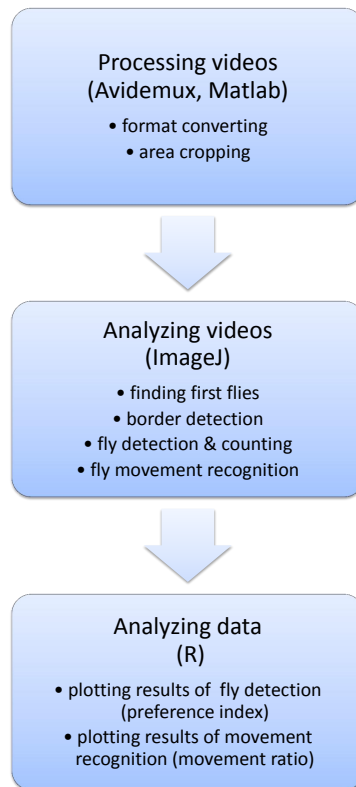 Processing videos
(Avidemux, Matlab)
• format converting
• area cropping
Analyzing videos
(ImageJ)
• finding first flies
• border detection
• fly detection & counting
• fly movement recognition
Analyzing data
(R)
• plotting results of fly detection
(preference index)
• plotting results of movement
recognition (movement ratio)